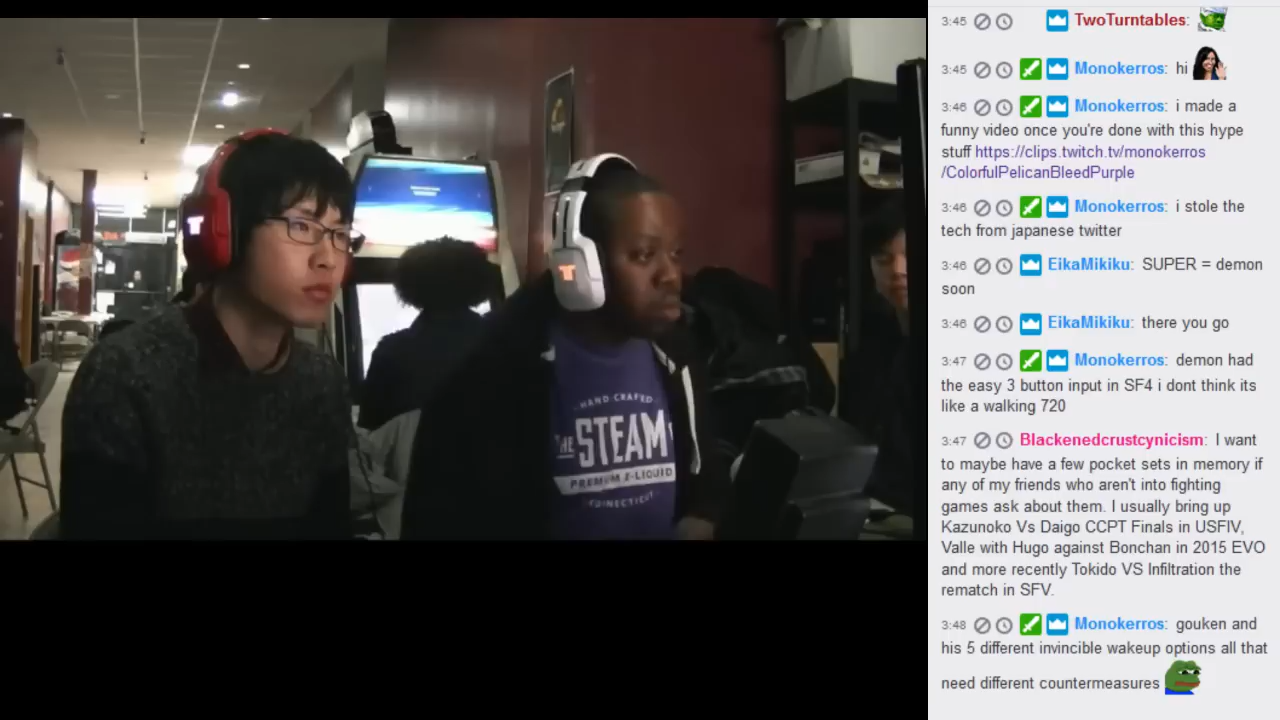 HAND CRAFTED
THE
STEAM
PREMIUM E-LIQUID
CONNECTICUT
3:45 TwoTurntables:
3:45 Monokerros: hi
3:46 Monokerros: i made a
funny video once you're done with this hype
stuff https://clips.twitch.tv/monokerros
/ColorfulPelicanBleedPurple
3:46 Monokerros: i stole the
tech from japanese twitter
3:46 EikaMikiku: SUPER = demon
soon
3:46 EikaMikiku: there you go
3:47 Monokerros: demon had
the easy 3 button input in SF4 i dont think its
like a walking 720
3:47 Blackenedcrustcynicism: I want
to maybe have a few pocket sets in memory if
any of my friends who aren't into fighting
games ask about them. I usually bring up
Kazunoko Vs Daigo CCPT Finals in USFIV,
Valle with Hugo against Bonchan in 2015 EVO
and more recently Tokido VS Infiltration the
rematch in SFV.
3:48 Monokerros: gouken and
his 5 different invincible wakeup options all that
need different countermeasures